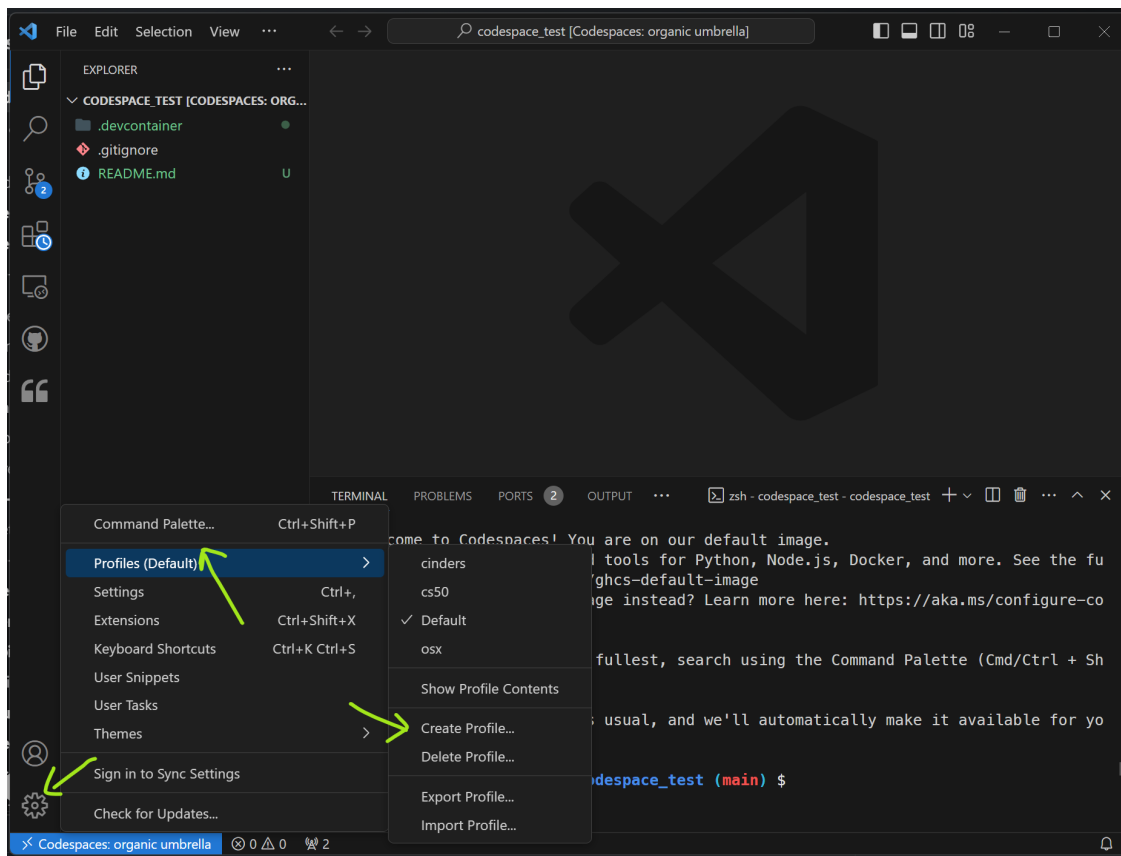 File Edit Selection View ··· codespace_test [Codespaces: organic umbrella]
EXPLORER ···
CODESPACE_TEST [CODESPACES: ORG...
.devcontainer
.gitignore
README.md U
2
TERMINAL PROBLEMS PORTS 2 OUTPUT ··· zsh - codespace_test - codespace_test
come to Codespaces! You are on our default image.
l tools for Python, Node.js, Docker, and more. See the fu
/ghcs-default-image
ge instead? Learn more here: https://aka.ms/configure-co
fullest, search using the Command Palette (Cmd/Ctrl + Sh
s usual, and we'll automatically make it available for yo
odespace_test (main) $
Command Palette... Ctrl+Shift+P
Profiles (Default)
Settings Ctrl+,
Extensions Ctrl+Shift+X
Keyboard Shortcuts Ctrl+K Ctrl+S
User Snippets
User Tasks
Themes
Sign in to Sync Settings
Check for Updates...
cinders
cs50
Default
osx
Show Profile Contents
Create Profile...
Delete Profile...
Export Profile...
Import Profile...
Codespaces: organic umbrella 0 0 2